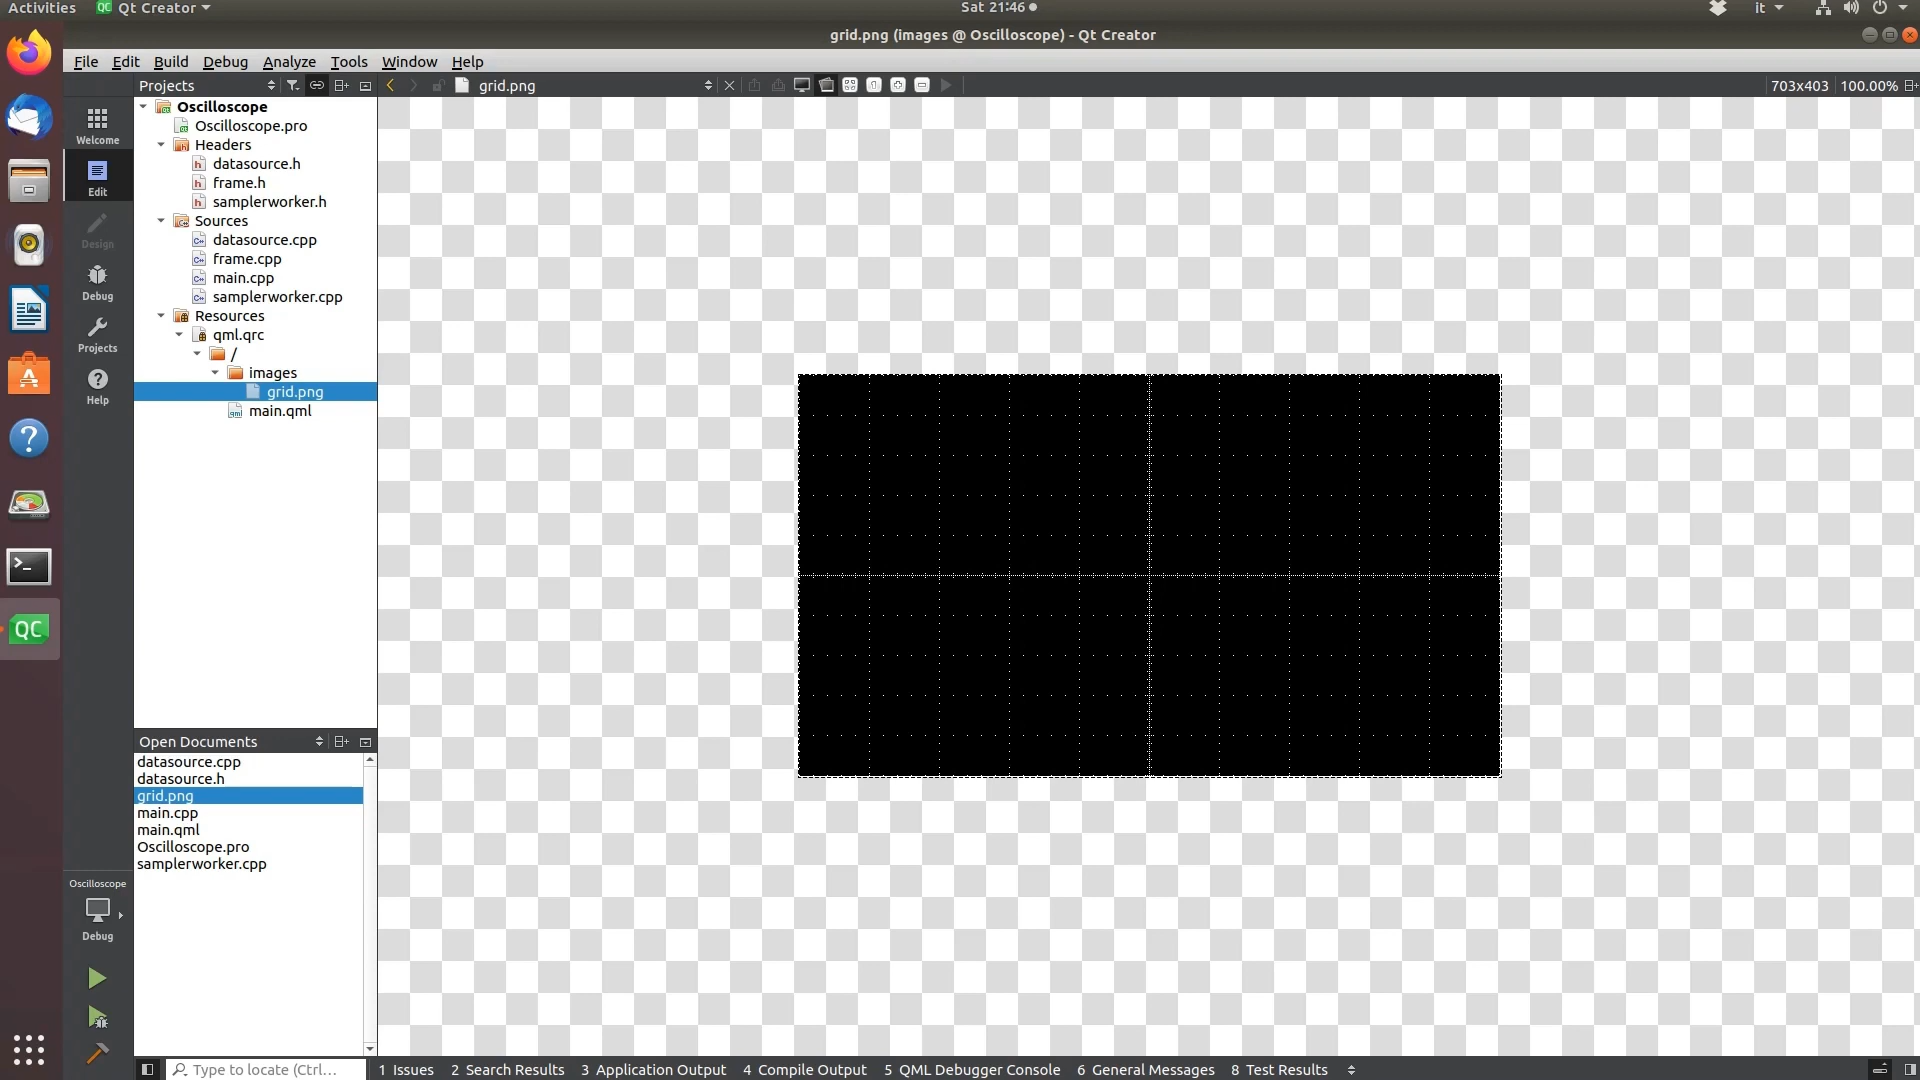 Activities
QC Qt Creator
Sat 21:46
it
grid.png (images @ Oscilloscope) - Qt Creator
File Edit Build Debug Analyze Tools Window Help
Projects
grid.png
703x403
100.00%
Welcome
Edit
Design
Debug
Projects
Help
Oscilloscope
Oscilloscope.pro
Headers
datasource.h
frame.h
samplerworker.h
Sources
datasource.cpp
frame.cpp
main.cpp
samplerworker.cpp
Resources
qml.qrc
/
images
grid.png
main.qml
QC
Open Documents
datasource.cpp
datasource.h
grid.png
main.cpp
main.qml
Oscilloscope.pro
samplerworker.cpp
Oscilloscope
Debug
Type to locate (Ctrl...
1 Issues
2 Search Results
3 Application Output
4 Compile Output
5 QML Debugger Console
6 General Messages
8 Test Results